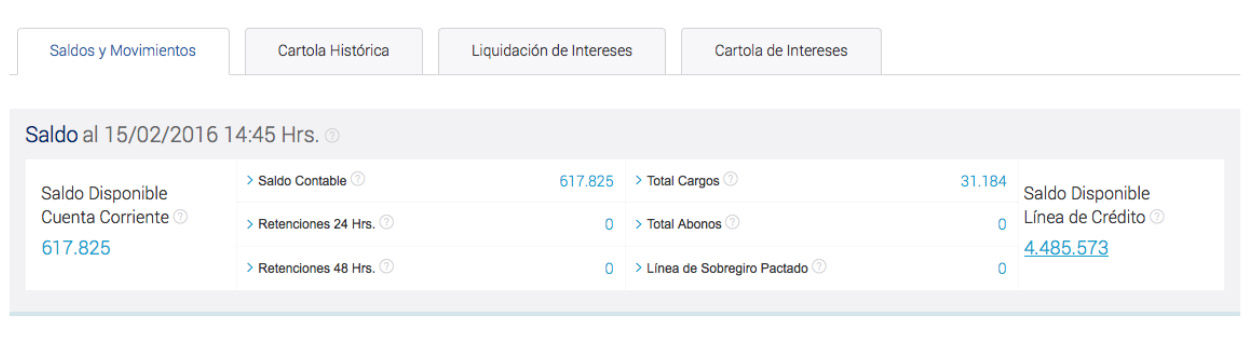 Saldos y Movimientos
Cartola Histórica
Liquidación de Intereses
Cartola de Intereses
Saldo al 15/02/2016 14:45 Hrs. ?
Saldo Disponible
Cuenta Corriente ?
617.825
> Saldo Contable ? 617.825
> Retenciones 24 Hrs. ? 0
> Retenciones 48 Hrs. ? 0
> Total Cargos ? 31.184
> Total Abonos ? 0
> Línea de Sobregiro Pactado ? 0
Saldo Disponible
Línea de Crédito ?
4.485.573